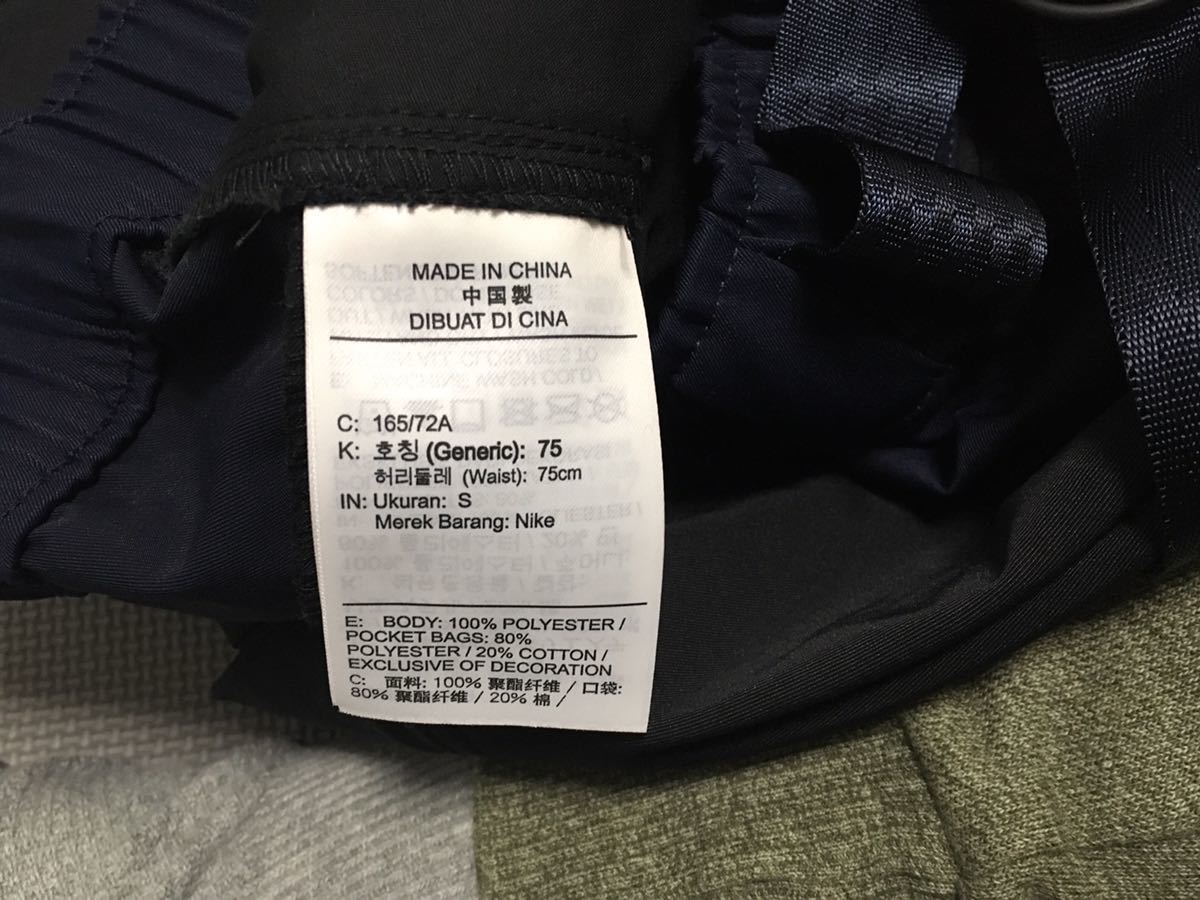 MADE IN CHINA
中国製
DIBUAT DI CINA
C: 165/72A
K: 호칭 (Generic): 75
허리둘레 (Waist): 75cm
IN: Ukuran: S
Merek Barang: Nike
E: BODY: 100% POLYESTER /
POCKET BAGS: 80%
POLYESTER / 20% COTTON /
EXCLUSIVE OF DECORATION
C: 面料: 100% 聚酯纤维 / 口袋:
80% 聚酯纤维 / 20% 棉 /